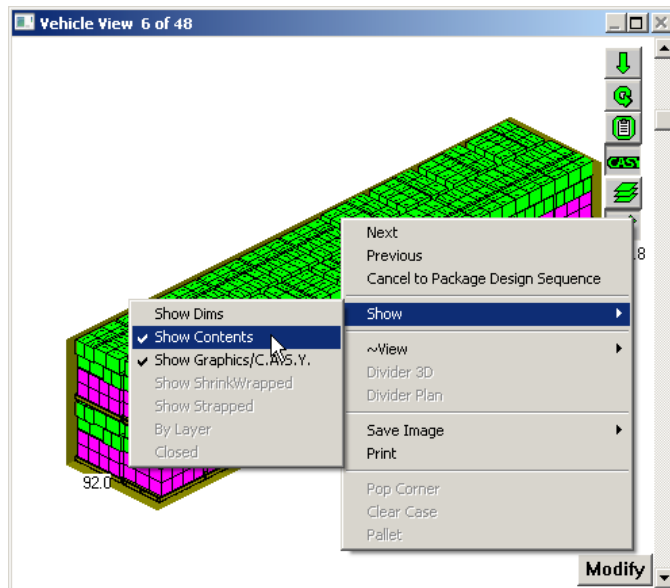 Vehicle View 6 of 48
CASY
.8
Next
Previous
Cancel to Package Design Sequence
Show
~View
Divider 3D
Divider Plan
Save Image
Print
Pop Corner
Clear Case
Pallet
Show Dims
Show Contents
Show Graphics/C.A.S.Y.
Show ShrinkWrapped
Show Strapped
By Layer
Closed
92.0
Modify